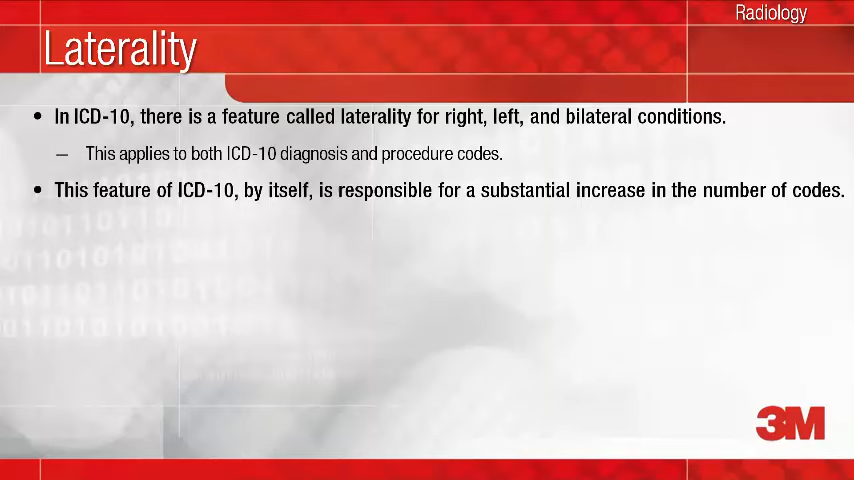 Radiology
Laterality
• In ICD-10, there is a feature called laterality for right, left, and bilateral conditions.
– This applies to both ICD-10 diagnosis and procedure codes.
• This feature of ICD-10, by itself, is responsible for a substantial increase in the number of codes.
3M